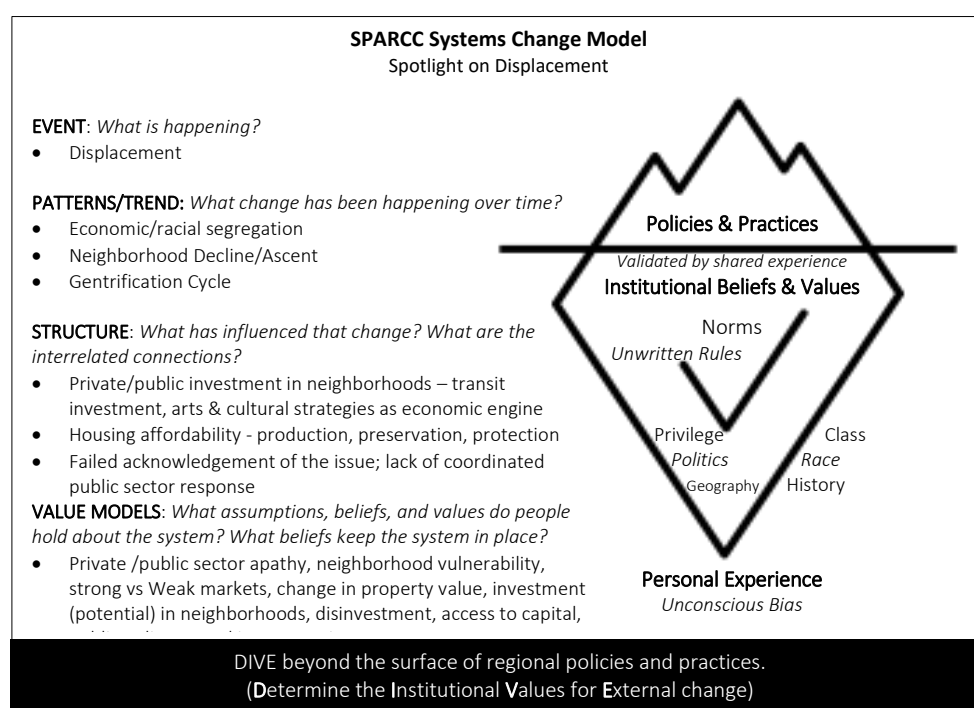 SPARCC Systems Change Model
Spotlight on Displacement
EVENT: What is happening?
• Displacement
PATTERNS/TREND: What change has been happening over time?
• Economic/racial segregation
• Neighborhood Decline/Ascent
• Gentrification Cycle
STRUCTURE: What has influenced that change? What are the
interrelated connections?
• Private/public investment in neighborhoods – transit
investment, arts & cultural strategies as economic engine
• Housing affordability - production, preservation, protection
• Failed acknowledgement of the issue; lack of coordinated
public sector response
VALUE MODELS: What assumptions, beliefs, and values do people
hold about the system? What beliefs keep the system in place?
• Private /public sector apathy, neighborhood vulnerability,
strong vs Weak markets, change in property value, investment
(potential) in neighborhoods, disinvestment, access to capital,
Policies & Practices
Validated by shared experience
Institutional Beliefs & Values
Norms
Unwritten Rules
Privilege
Politics
Geography
Class
Race
History
Personal Experience
Unconscious Bias
DIVE beyond the surface of regional policies and practices.
(Determine the Institutional Values for External change)